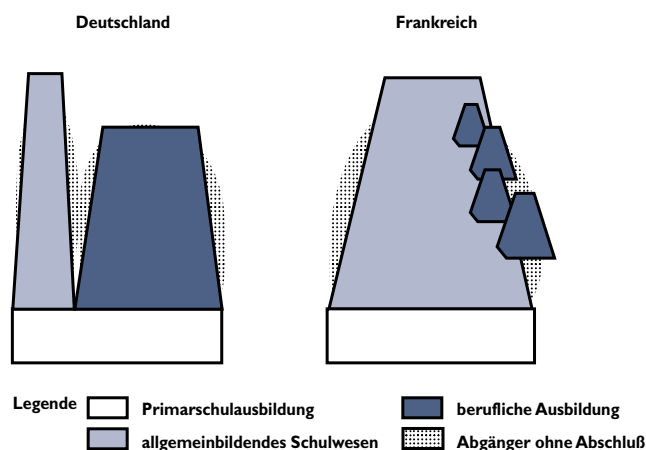 Deutschland
Frankreich
Legende
Primarschulausbildung
berufliche Ausbildung
allgemeinbildendes Schulwesen
Abgänger ohne Abschluß